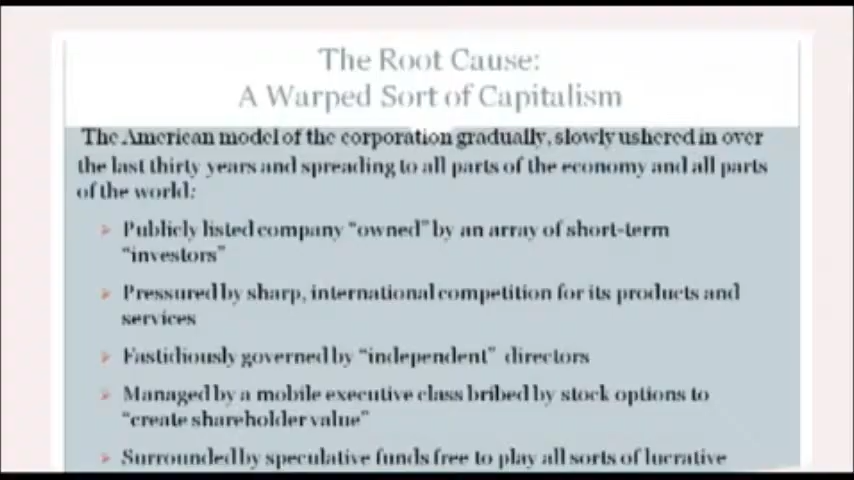 The Root Cause:
A Warped Sort of Capitalism
The American model of the corporation gradually, slowly ushered in over
the last thirty years and spreading to all parts of the economy and all parts
of the world:
Publicly listed company “owned” by an array of short-term
“investors”
Pressured by sharp, international competition for its products and
services
Fastidiously governed by “independent” directors
Managed by a mobile executive class bribed by stock options to
“create shareholder value”
Surrounded by speculative funds free to play all sorts of lucrative